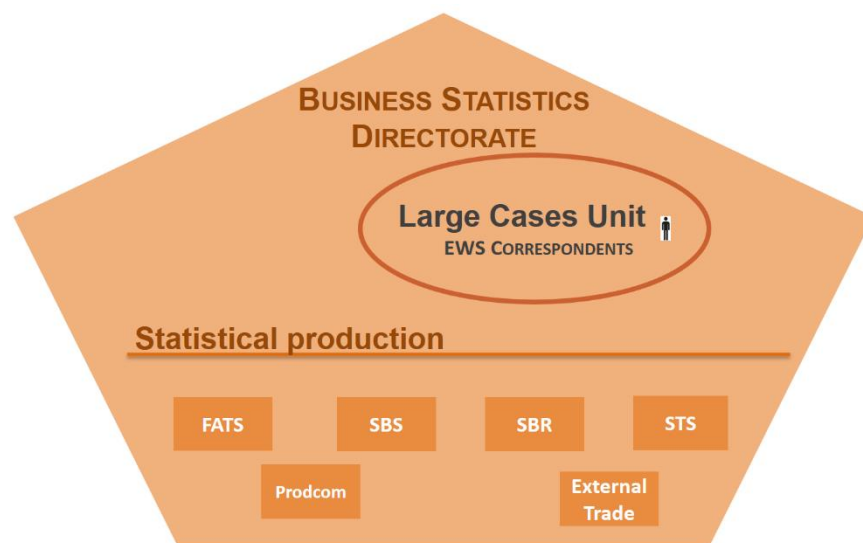 BUSINESS STATISTICS
DIRECTORATE
Large Cases Unit
EWS CORRESPONDENTS
Statistical production
FATS
SBS
SBR
STS
Prodcom
External
Trade